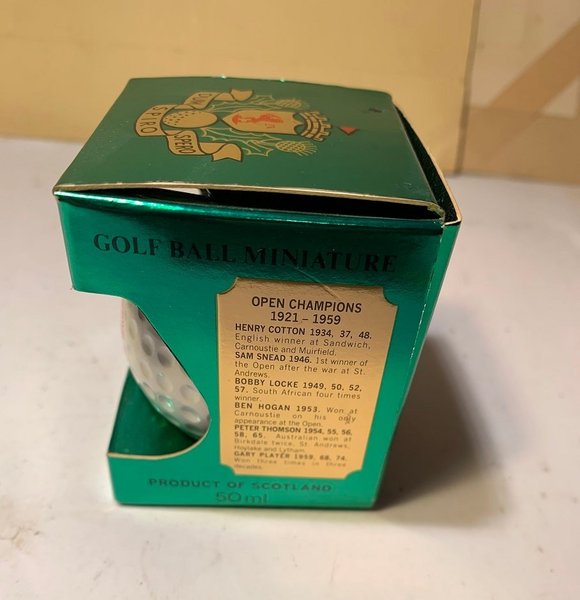 DUM
SPIRO
SPERO
GOLF BALL MINIATURE
OPEN CHAMPIONS
1921 – 1959
HENRY COTTON 1934, 37, 48.
English winner at Sandwich,
Carnoustie and Muirfield.
SAM SNEAD 1946. 1st winner of
the Open after the war at St.
Andrews.
BOBBY LOCKE 1949, 50, 52,
57. South African four times
winner.
BEN HOGAN 1953. Won at
Carnoustie on his only
appearance at the Open.
PETER THOMSON 1954, 55, 56,
58, 65. Australian won at
Birkdale twice, St. Andrews,
Hoylake and Lytham.
GARY PLAYER 1959, 68, 74.
Won three times in three
decades.
PRODUCT OF SCOTLAND
50ml